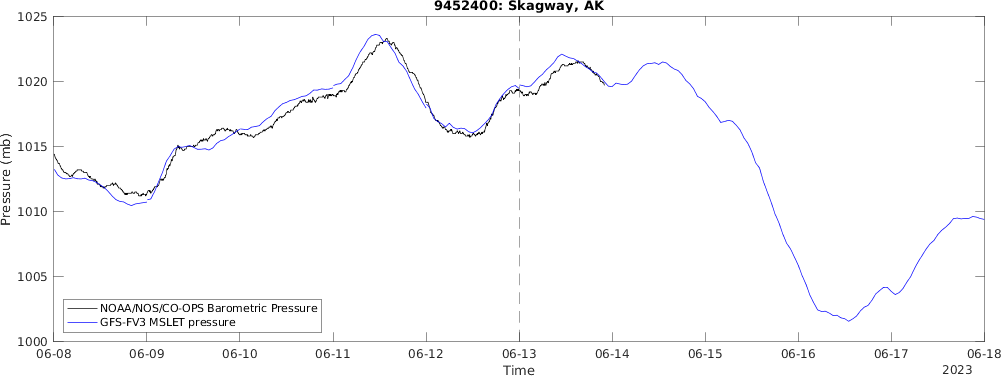 9452400: Skagway, AK
Pressure (mb)
1025
1020
1015
1010
1005
1000
NOAA/NOS/CO-OPS Barometric Pressure
GFS-FV3 MSLET pressure
06-08 06-09 06-10 06-11 06-12 06-13 06-14 06-15 06-16 06-17 06-18
Time
2023